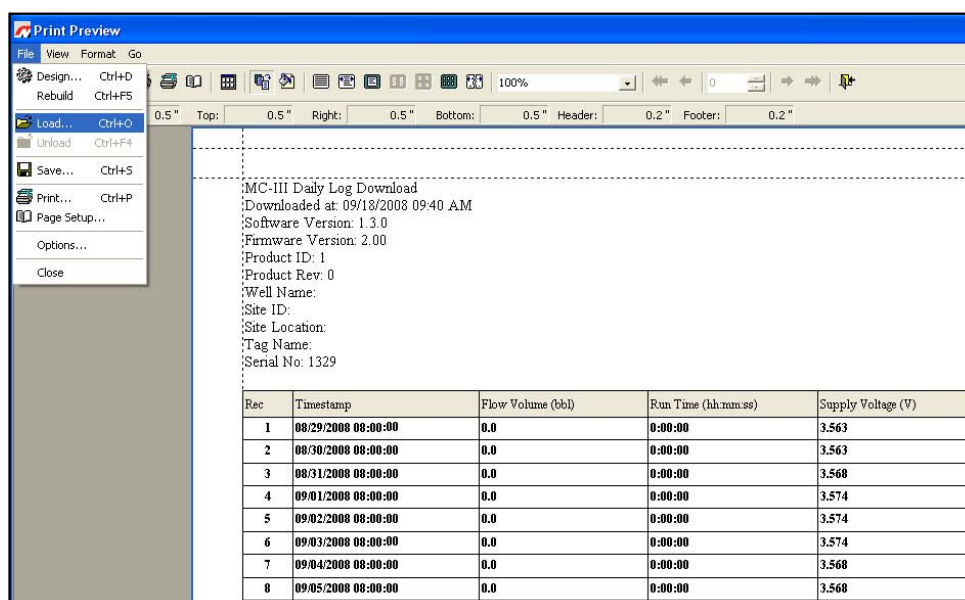 Print Preview
File View Format Go
Design... Ctrl+D
Rebuild Ctrl+F5
Load... Ctrl+O
Unload Ctrl+F4
Save... Ctrl+S
Print... Ctrl+P
Page Setup...
Options...
Close
100% 0
0.5 " Top: 0.5 " Right: 0.5 " Bottom: 0.5 " Header: 0.2 " Footer: 0.2 "
MC-III Daily Log Download
Downloaded at: 09/18/2008 09:40 AM
Software Version: 1.3.0
Firmware Version: 2.00
Product ID: 1
Product Rev: 0
Well Name:
Site ID:
Site Location:
Tag Name:
Serial No: 1329
Rec Timestamp Flow Volume (bbl) Run Time (hh:mm:ss) Supply Voltage (V)
1 08/29/2008 08:00:00 0.0 0:00:00 3.563
2 08/30/2008 08:00:00 0.0 0:00:00 3.563
3 08/31/2008 08:00:00 0.0 0:00:00 3.568
4 09/01/2008 08:00:00 0.0 0:00:00 3.574
5 09/02/2008 08:00:00 0.0 0:00:00 3.574
6 09/03/2008 08:00:00 0.0 0:00:00 3.574
7 09/04/2008 08:00:00 0.0 0:00:00 3.568
8 09/05/2008 08:00:00 0.0 0:00:00 3.568